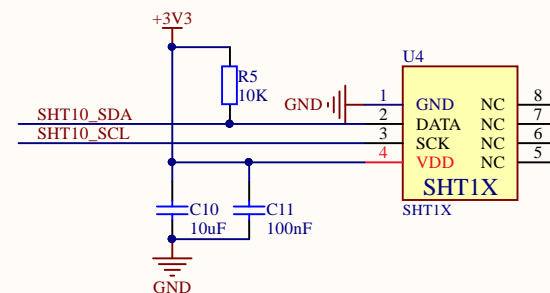 +3V3
U4
R5
10K
GND
1
GND
NC
8
SHT10_SDA
2
DATA
NC
7
SHT10_SCL
3
SCK
NC
6
4
VDD
NC
5
SHT1X
SHT1X
C10
10uF
C11
100nF
GND